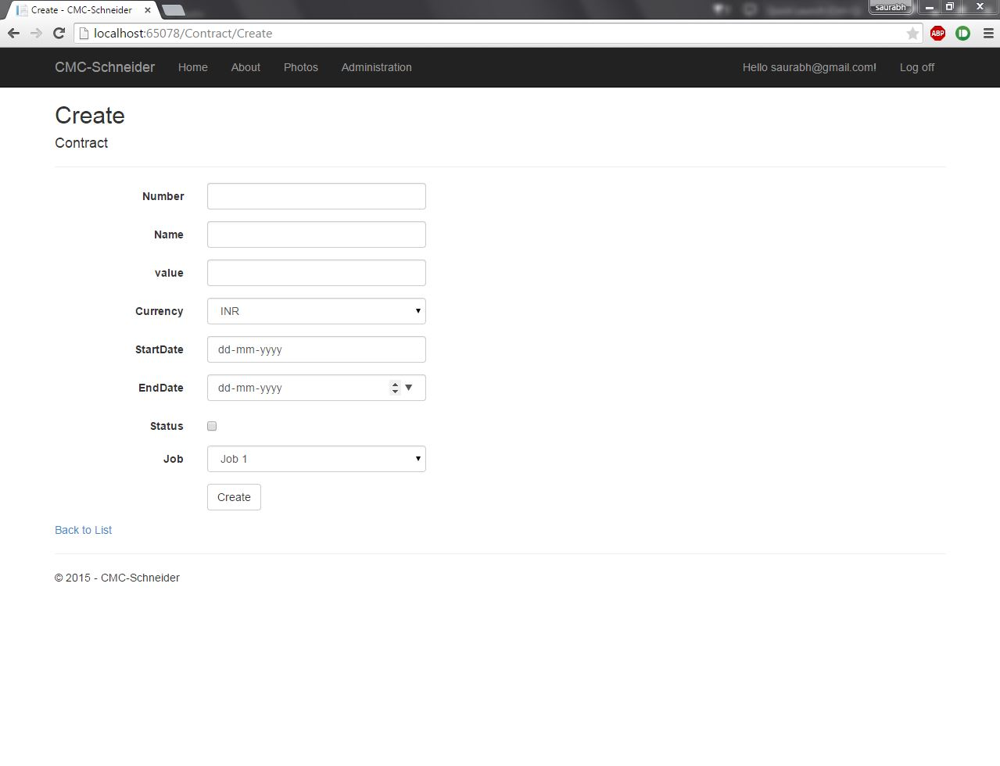 Create - CMC-Schneider
saurabh
localhost:65078/Contract/Create
ABP
CMC-Schneider Home About Photos Administration Hello saurabh@gmail.com! Log off
Create
Contract
Number
Name
value
Currency INR
StartDate dd-mm-yyyy
EndDate dd-mm-yyyy
Status
Job Job 1
Create
Back to List
© 2015 - CMC-Schneider